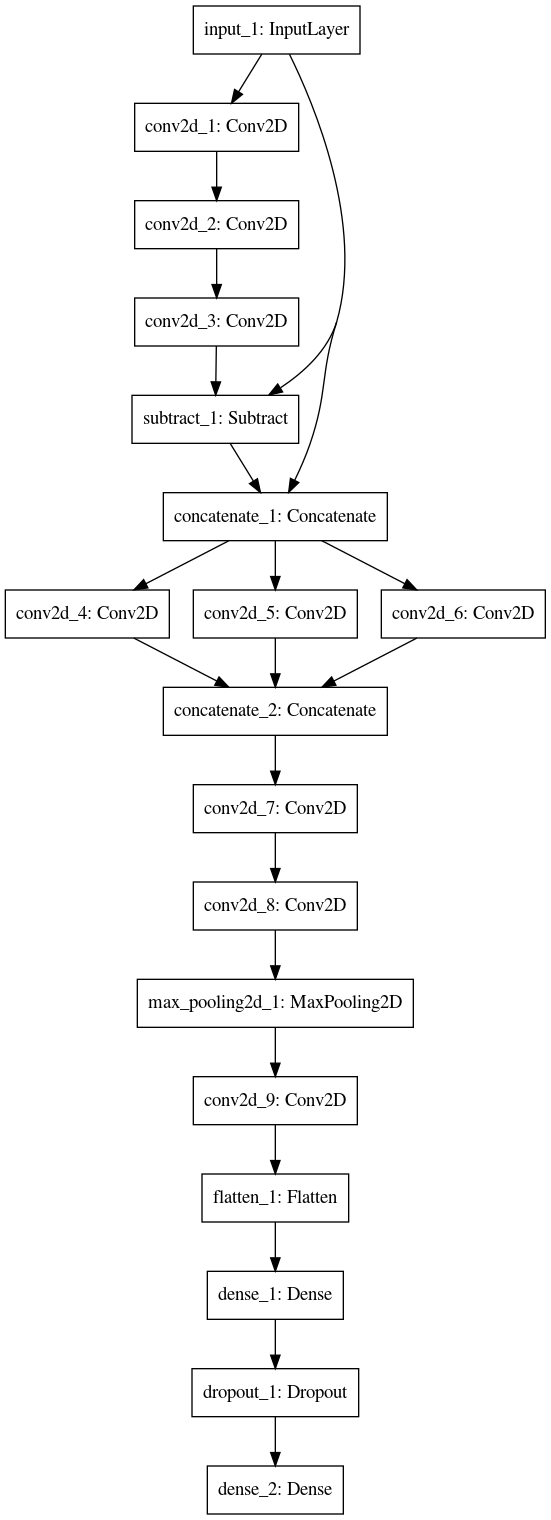 input_1: InputLayer
conv2d_1: Conv2D
conv2d_2: Conv2D
conv2d_3: Conv2D
subtract_1: Subtract
concatenate_1: Concatenate
conv2d_4: Conv2D
conv2d_5: Conv2D
conv2d_6: Conv2D
concatenate_2: Concatenate
conv2d_7: Conv2D
conv2d_8: Conv2D
max_pooling2d_1: MaxPooling2D
conv2d_9: Conv2D
flatten_1: Flatten
dense_1: Dense
dropout_1: Dropout
dense_2: Dense